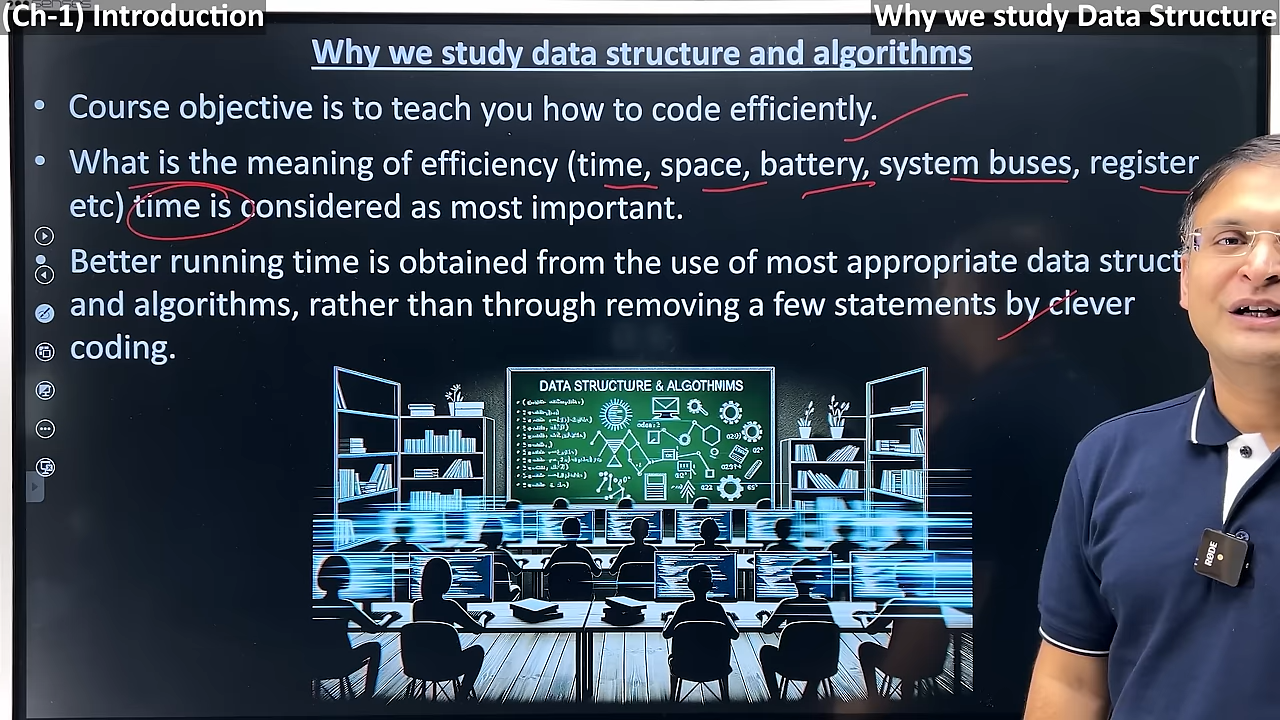 (Ch-1) Introduction
Why we study Data Structure
Why we study data structure and algorithms
• Course objective is to teach you how to code efficiently.
• What is the meaning of efficiency (time, space, battery, system buses, register
etc) time is considered as most important.
• Better running time is obtained from the use of most appropriate data struct
and algorithms, rather than through removing a few statements by clever
coding.
DATA STRUCTURE & ALGOTHNIMS
RØDE